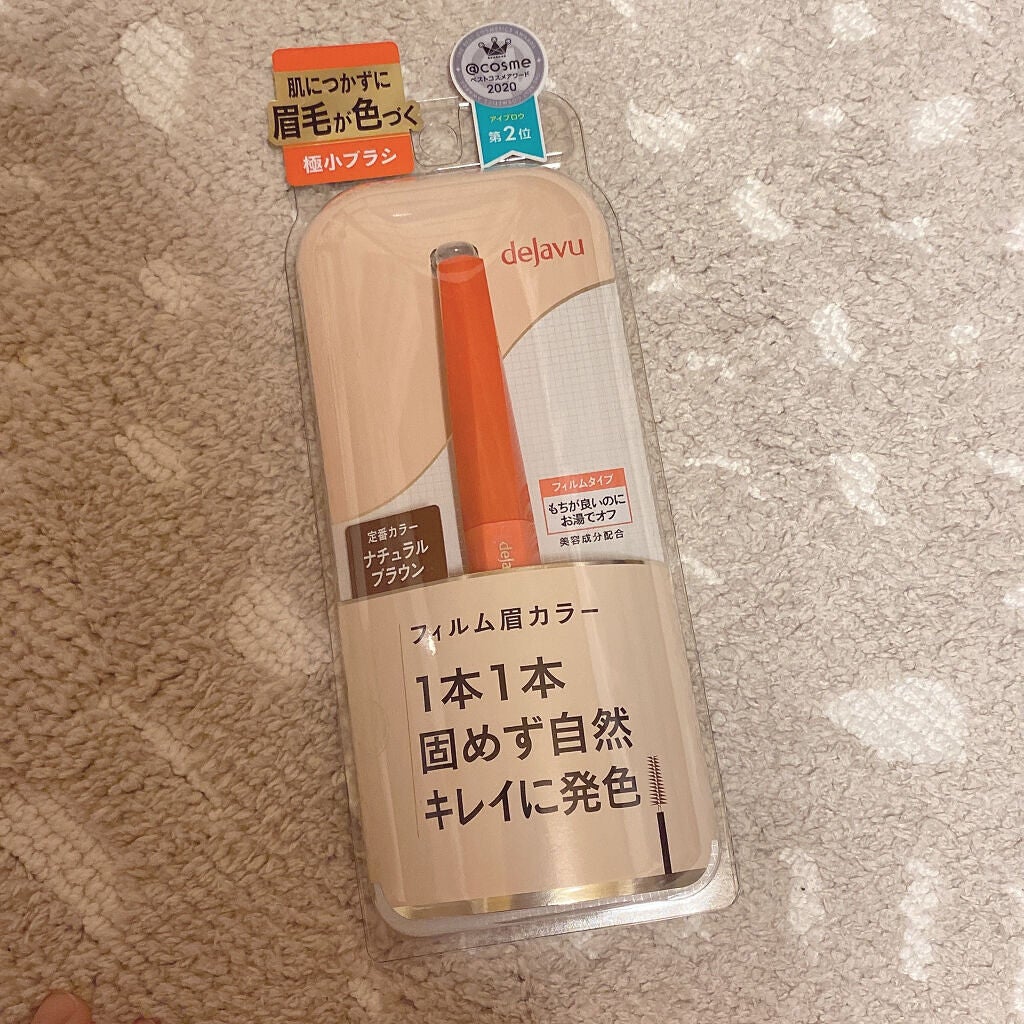 肌につかずに
眉毛が色づく
極小ブラシ
@cosme
ベストコスメアワード
2020
アイブロウ
第2位
dejavu
フィルムタイプ
もちが良いのに
お湯でオフ
美容成分配合
定番カラー
ナチュラル
ブラウン
deja
フィルム眉カラー
1本1本
固めず自然
キレイに発色